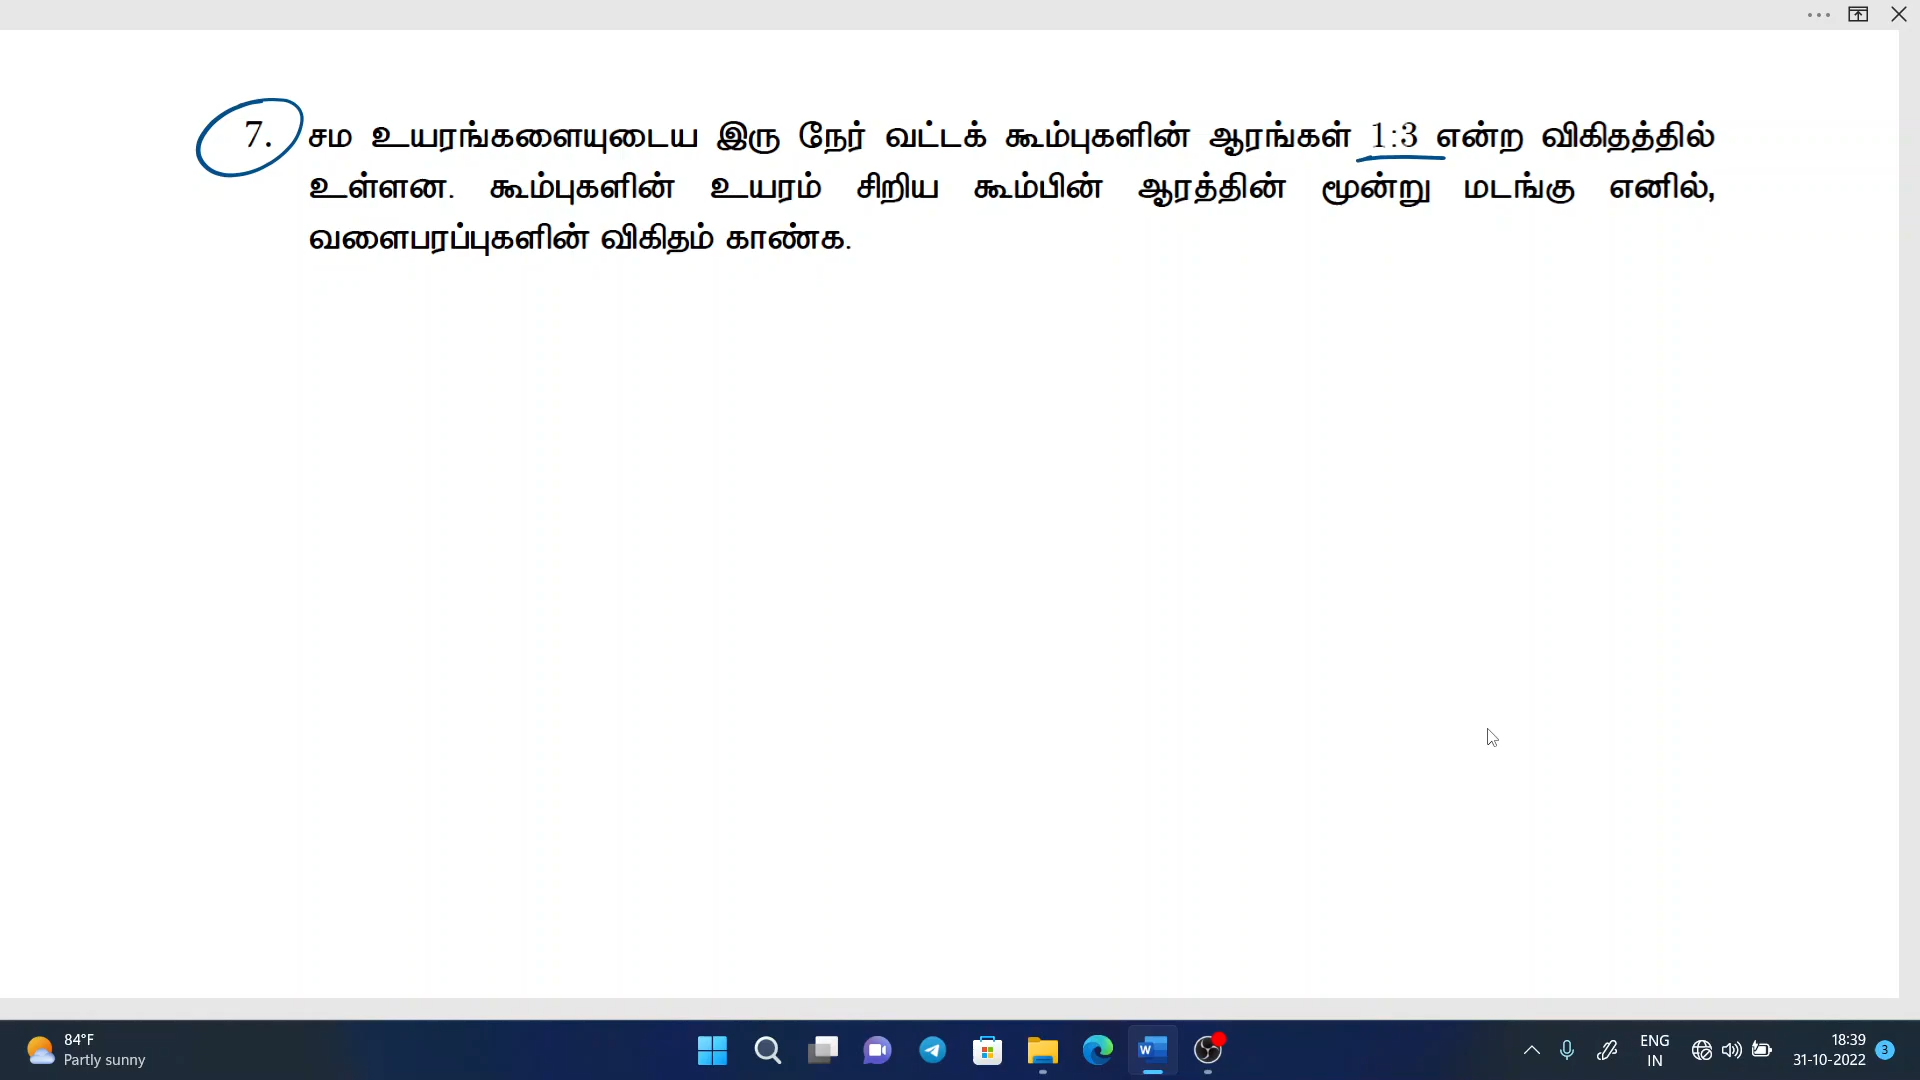 7. சம உயரங்களையுடைய இரு நேர் வட்டக் கூம்புகளின் ஆரங்கள் 1:3 என்ற விகிதத்தில்
உள்ளன. கூம்புகளின் உயரம் சிறிய கூம்பின் ஆரத்தின் மூன்று மடங்கு எனில்,
வளைபரப்புகளின் விகிதம் காண்க.
84°F
Partly sunny
ENG
IN
18:39
31-10-2022
3